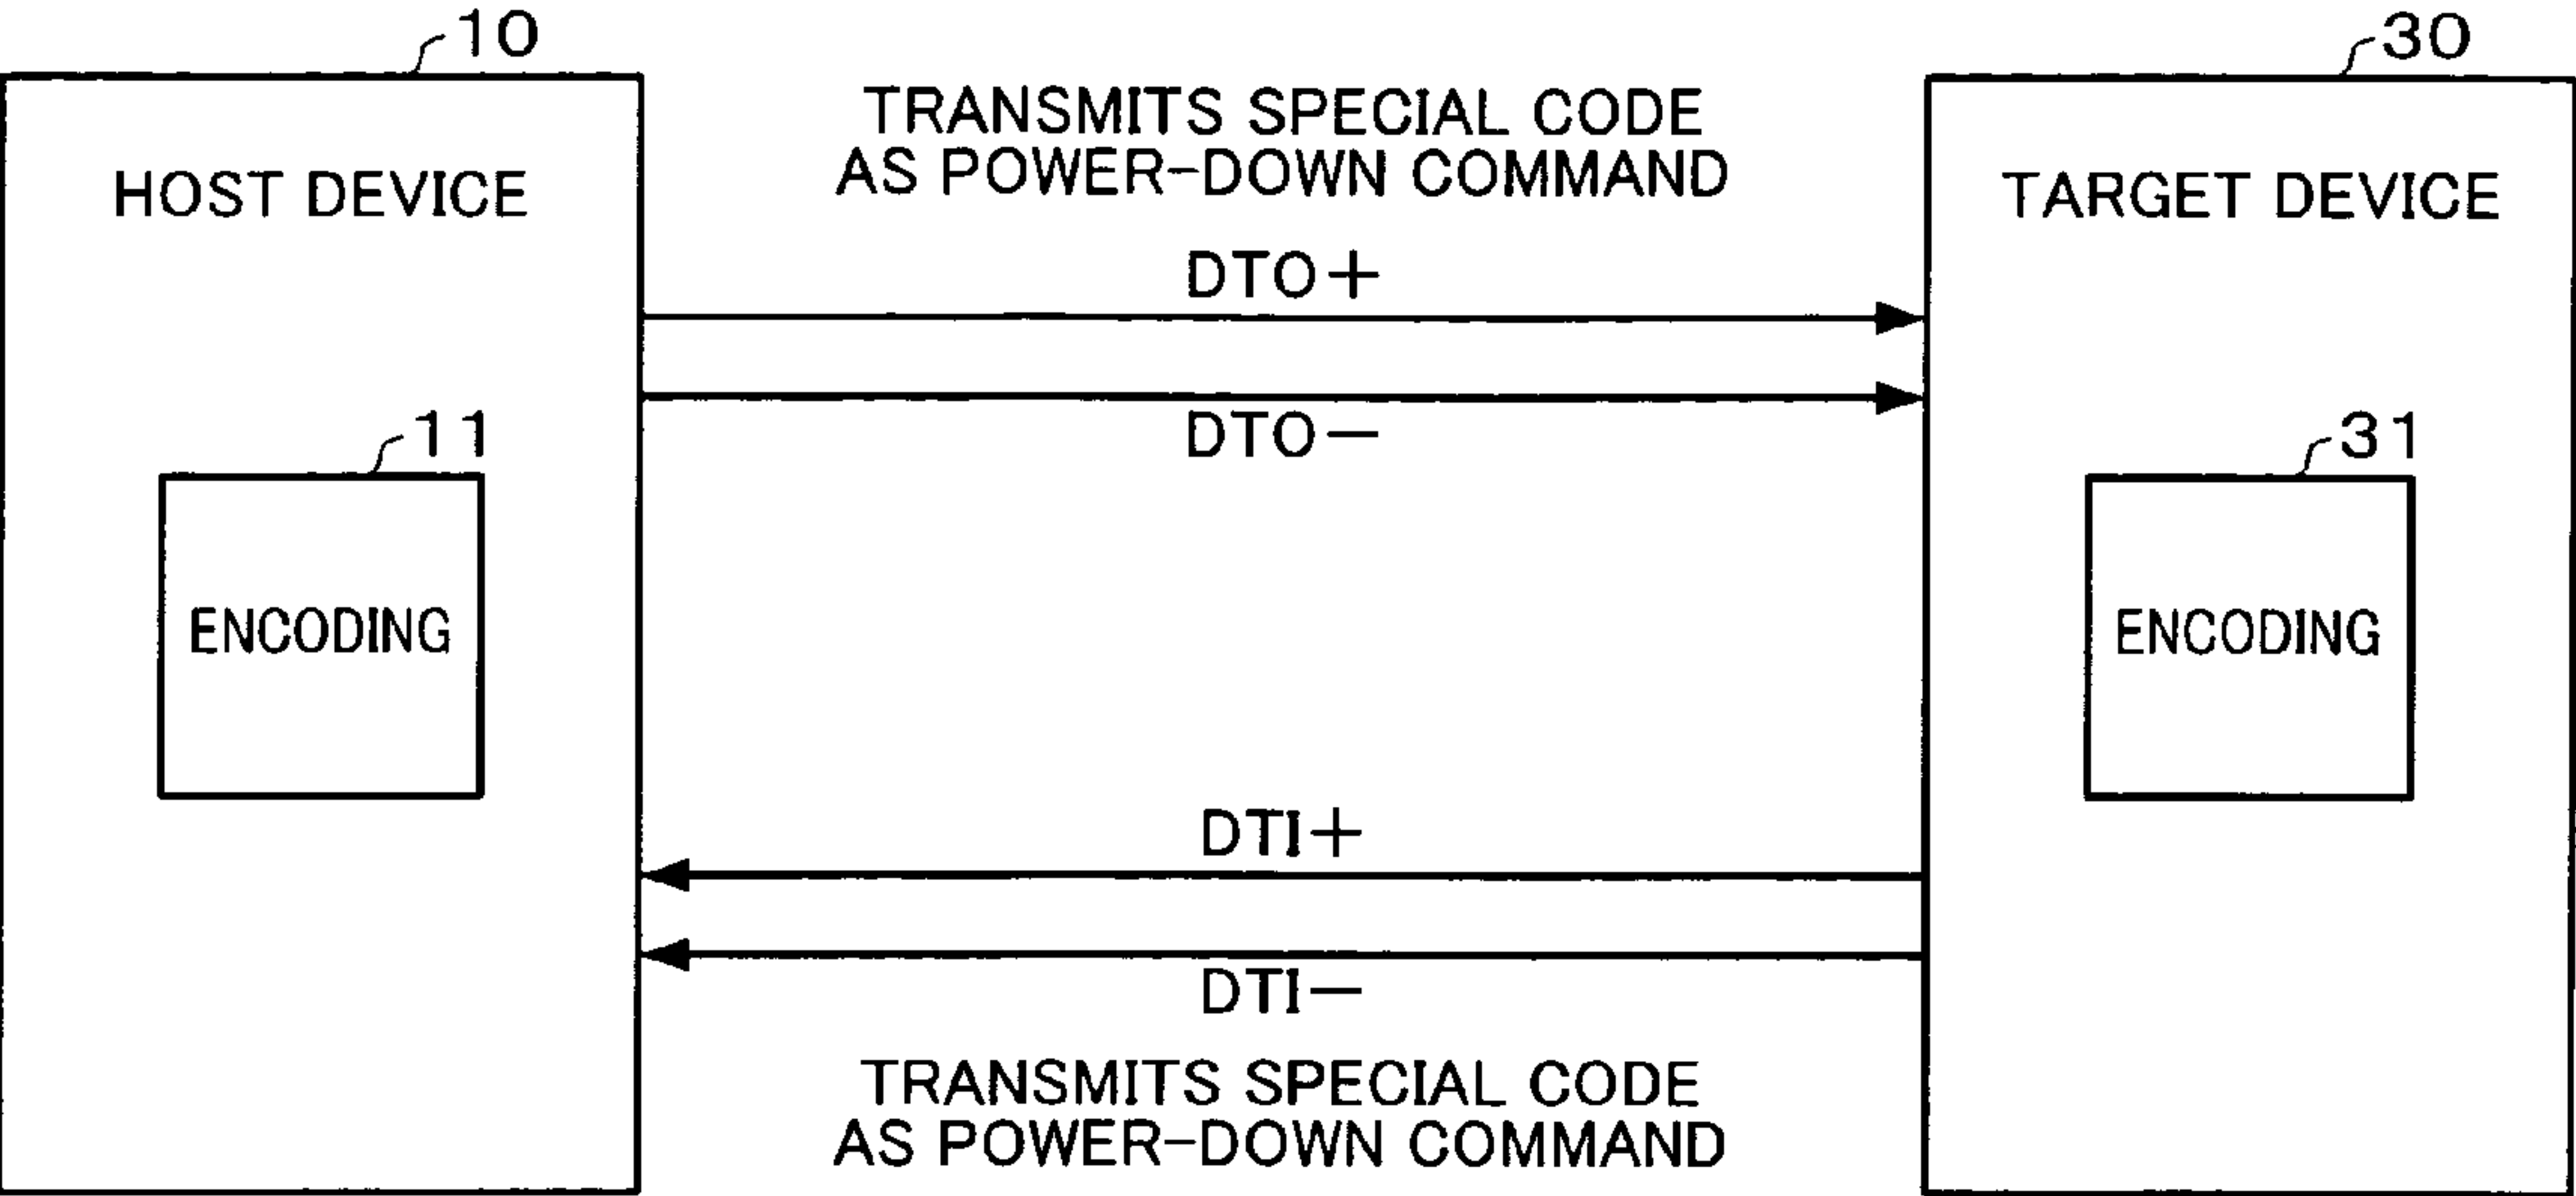 10
30
TRANSMITS SPECIAL CODE
AS POWER-DOWN COMMAND
HOST DEVICE
TARGET DEVICE
DTO+
DTO−
11
31
ENCODING
ENCODING
DTI+
DTI−
TRANSMITS SPECIAL CODE
AS POWER-DOWN COMMAND